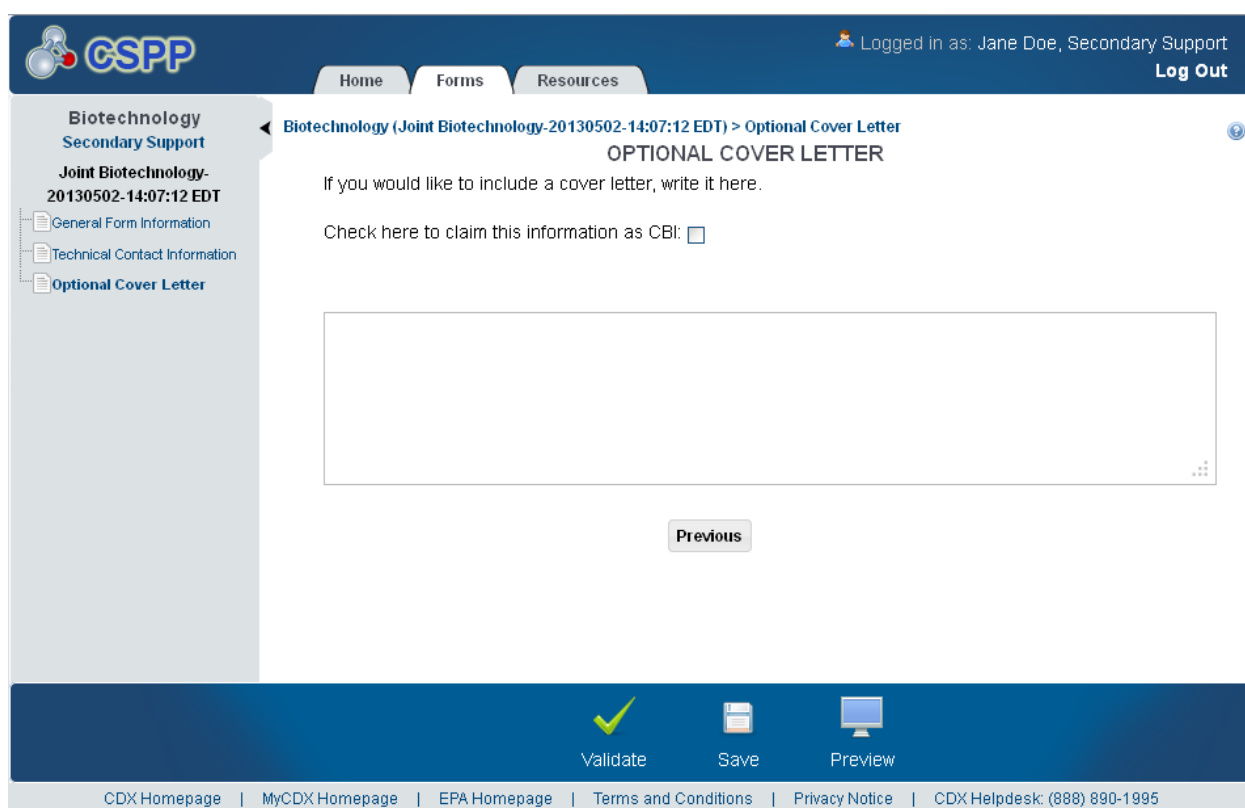 CSPP
Logged in as: Jane Doe, Secondary Support
Log Out
Home Forms Resources
Biotechnology
Secondary Support
Joint Biotechnology-
20130502-14:07:12 EDT
General Form Information
Technical Contact Information
Optional Cover Letter
Biotechnology (Joint Biotechnology-20130502-14:07:12 EDT) > Optional Cover Letter
OPTIONAL COVER LETTER
If you would like to include a cover letter, write it here.
Check here to claim this information as CBI:
Previous
Validate Save Preview
CDX Homepage | MyCDX Homepage | EPA Homepage | Terms and Conditions | Privacy Notice | CDX Helpdesk: (888) 890-1995